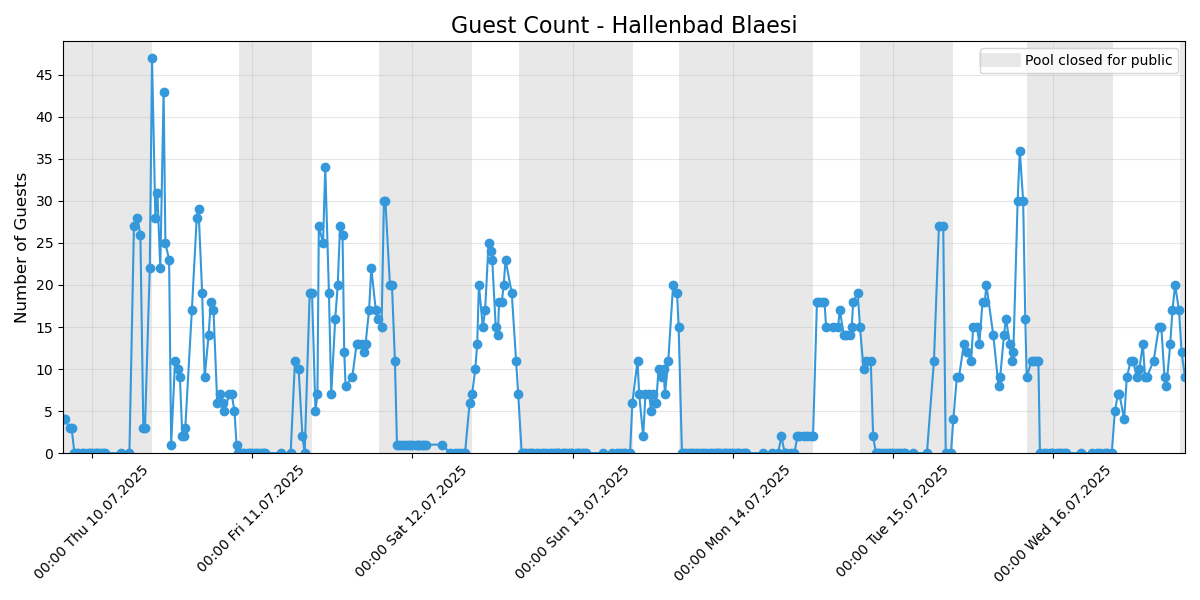 Guest Count - Hallenbad Blaesi
Pool closed for public
Number of Guests
45
40
35
30
25
20
15
10
5
0
00:00 Thu 10.07.2025
00:00 Fri 11.07.2025
00:00 Sat 12.07.2025
00:00 Sun 13.07.2025
00:00 Mon 14.07.2025
00:00 Tue 15.07.2025
00:00 Wed 16.07.2025